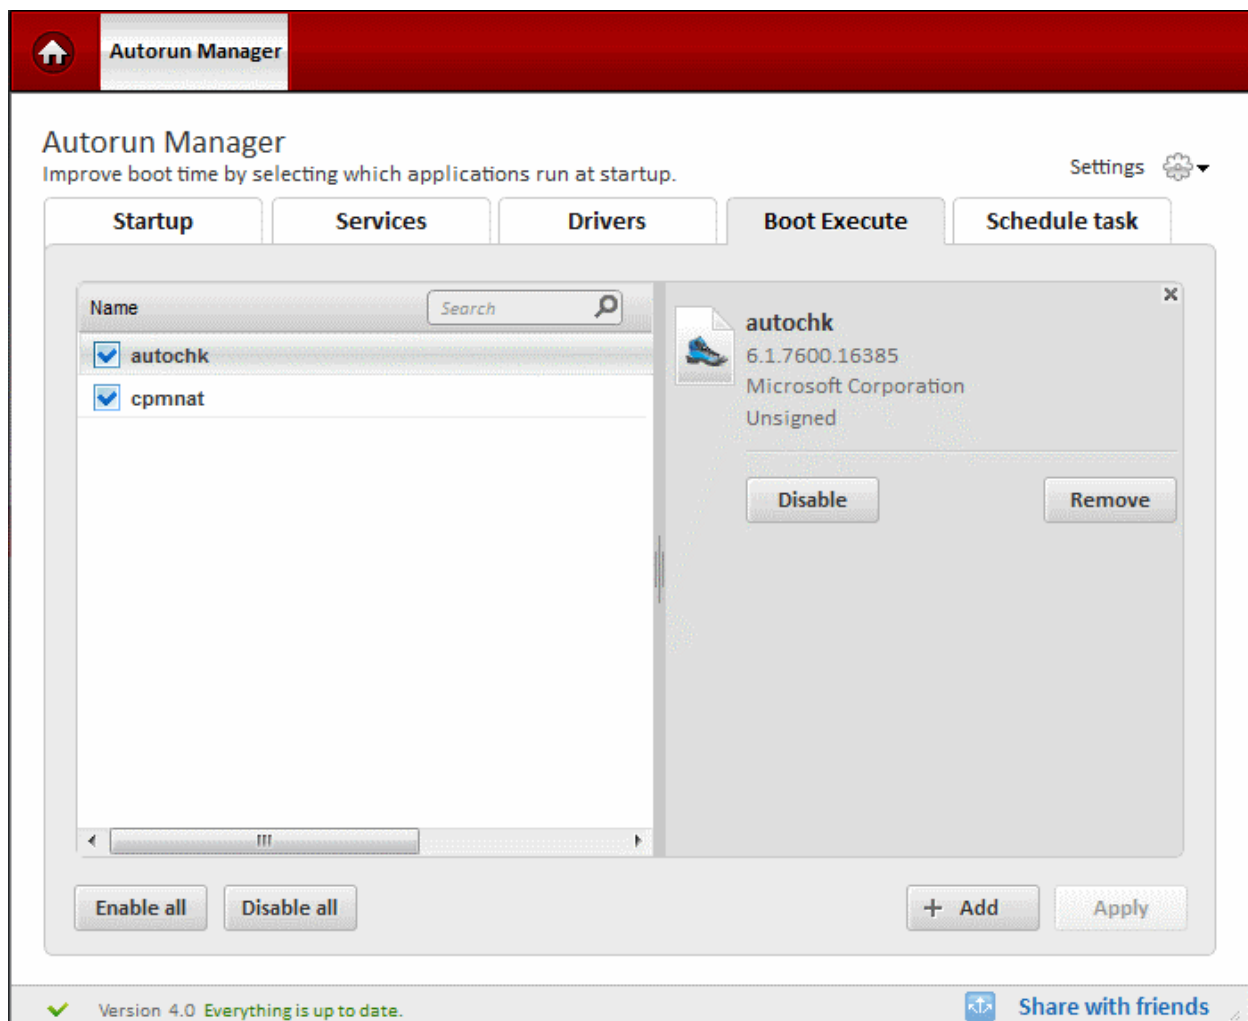 Autorun Manager
Autorun Manager
Improve boot time by selecting which applications run at startup.
Settings
Startup
Services
Drivers
Boot Execute
Schedule task
Name
Search
autochk
cpmnat
autochk
6.1.7600.16385
Microsoft Corporation
Unsigned
Disable
Remove
Enable all
Disable all
+ Add
Apply
Version 4.0 Everything is up to date.
Share with friends